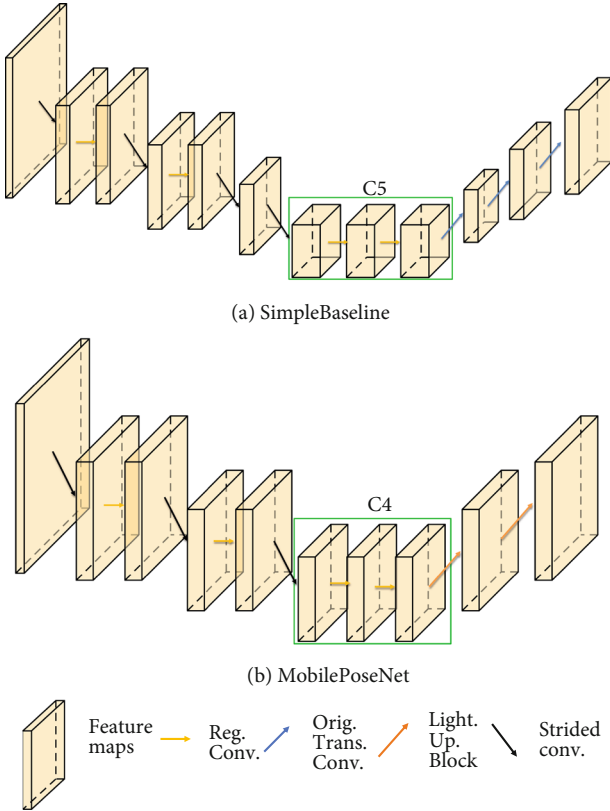 C5
(a) SimpleBaseline
C4
(b) MobilePoseNet
Feature
maps
Reg.
Conv.
Orig.
Trans.
Conv.
Light.
Up.
Block
Strided
conv.